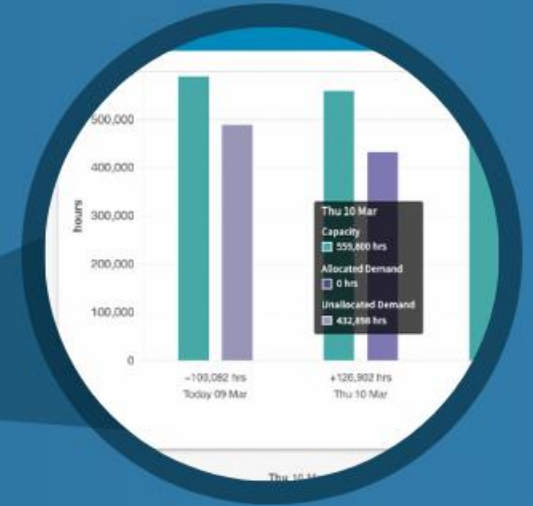 500,000
400,000
300,000
200,000
100,000
0
hours
Thu 10 Mar
Capacity
559,800 hrs
Allocated Demand
0 hrs
Unallocated Demand
432,898 hrs
~100,082 hrs
Today 09 Mar
+126,902 hrs
Thu 10 Mar
Thu 10